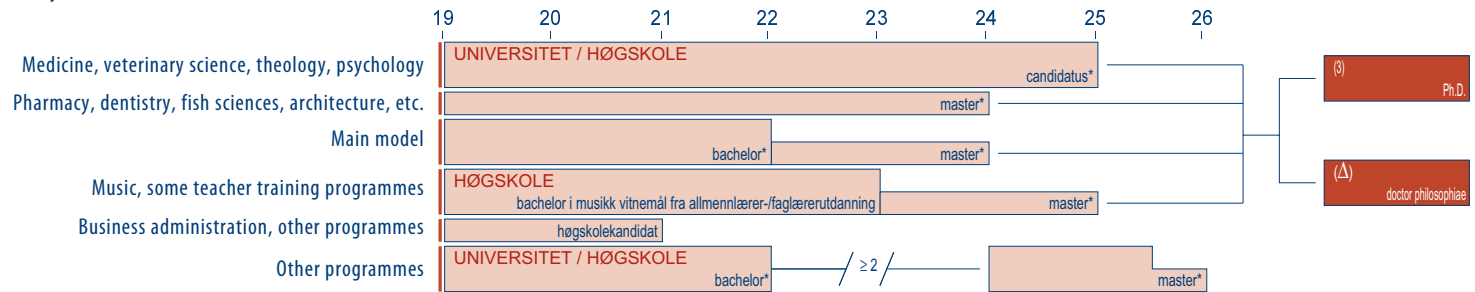 19 20 21 22 23 24 25 26
UNIVERSITET / HØGSKOLE
Medicine, veterinary science, theology, psychology
candidatus*
(3)
Ph.D.
Pharmacy, dentistry, fish sciences, architecture, etc.
master*
Main model
bachelor*
master*
HØGSKOLE
Music, some teacher training programmes
bachelor i musikk vitnemål fra allmennlærer-/faglærerutdanning
master*
(Δ)
doctor philosophiae
Business administration, other programmes
høgskolekandidat
UNIVERSITET / HØGSKOLE
Other programmes
bachelor*
≥ 2
master*